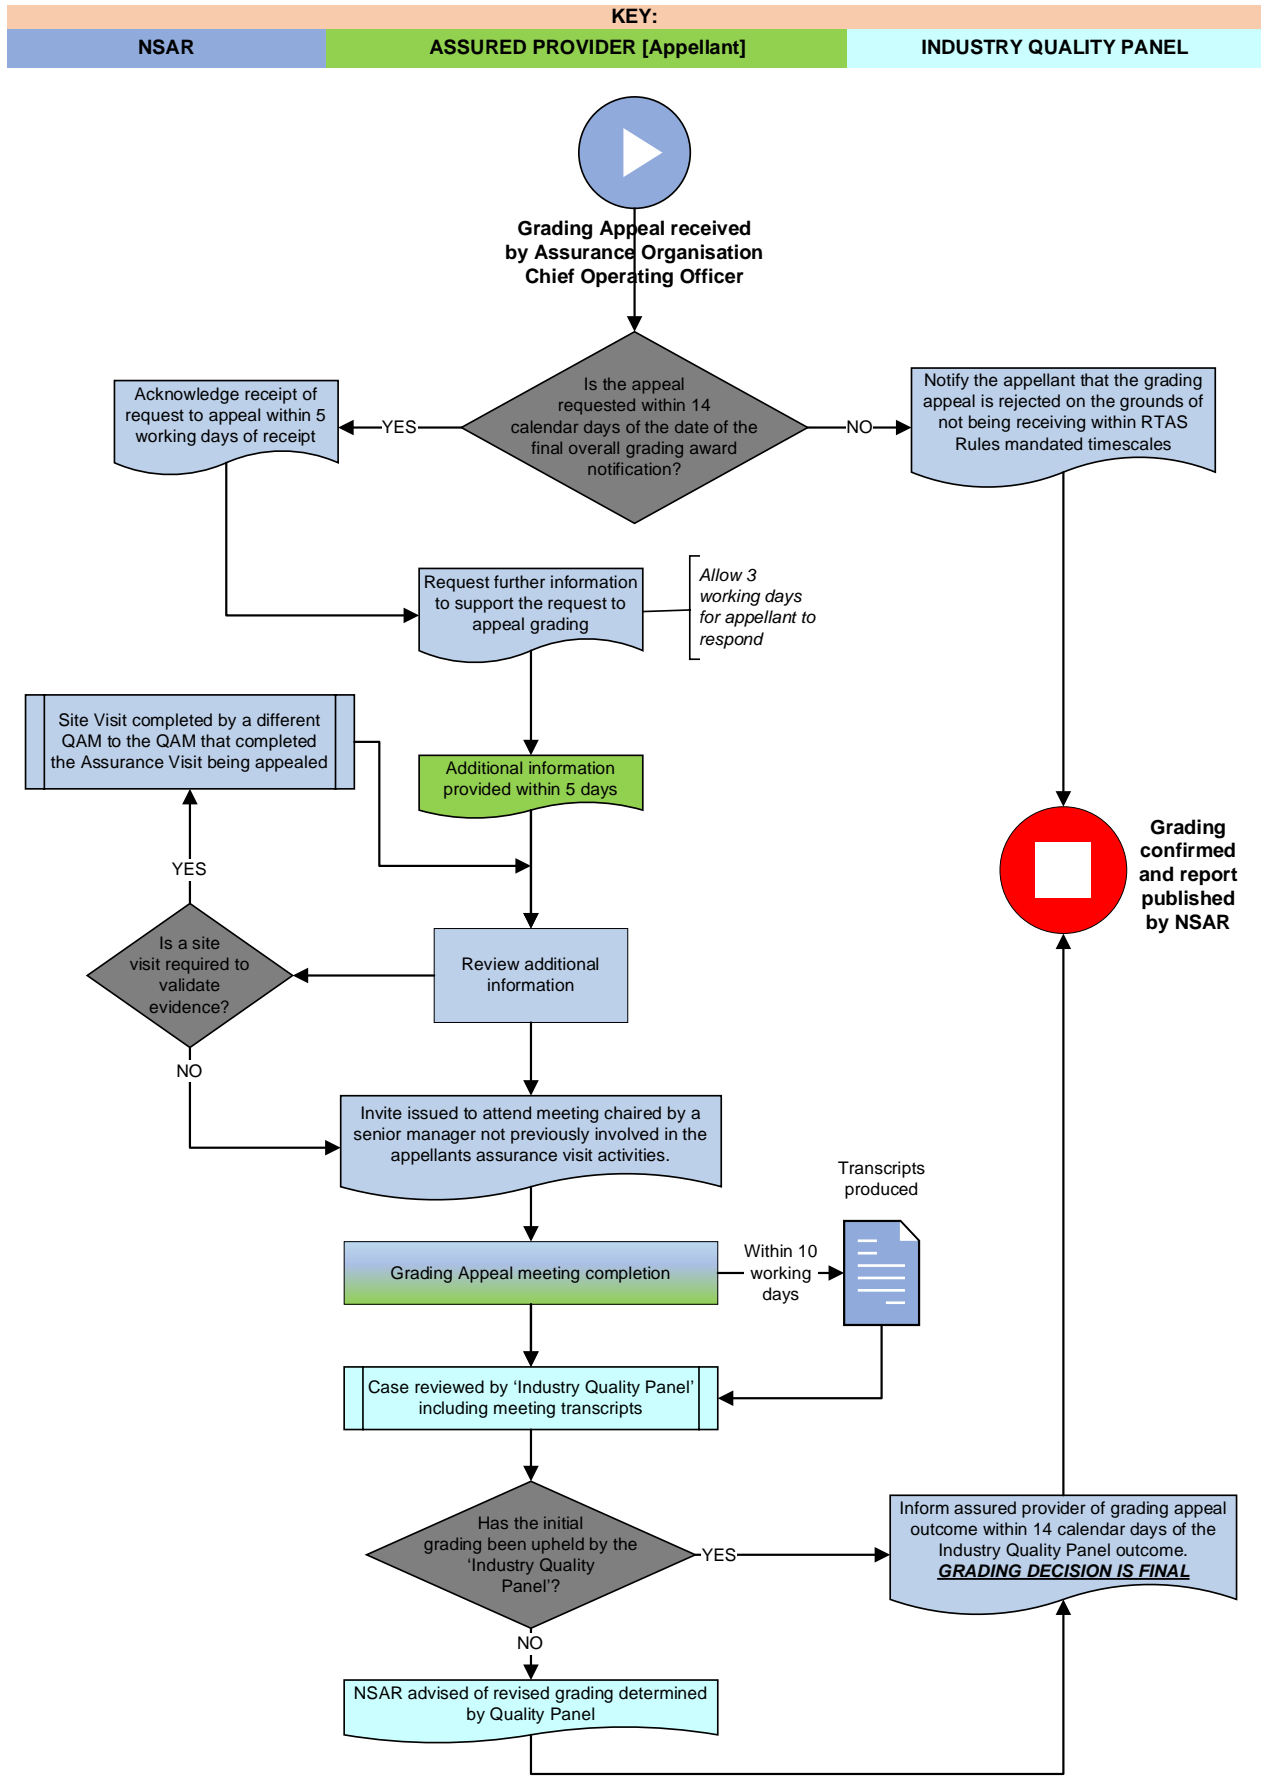 KEY:
NSAR
ASSURED PROVIDER [Appellant]
INDUSTRY QUALITY PANEL
Grading Appeal received
by Assurance Organisation
Chief Operating Officer
Is the appeal
requested within 14
calendar days of the date of the
final overall grading award
notification?
YES
NO
Acknowledge receipt of
request to appeal within 5
working days of receipt
Notify the appellant that the grading
appeal is rejected on the grounds of
not being receiving within RTAS
Rules mandated timescales
Request further information
to support the request to
appeal grading
Allow 3
working days
for appellant to
respond
Site Visit completed by a different
QAM to the QAM that completed
the Assurance Visit being appealed
Additional information
provided within 5 days
Grading
confirmed
and report
published
by NSAR
YES
Is a site
visit required to
validate
evidence?
Review additional
information
NO
Invite issued to attend meeting chaired by a
senior manager not previously involved in the
appellants assurance visit activities.
Transcripts
produced
Grading Appeal meeting completion
Within 10
working
days
Case reviewed by ‘Industry Quality Panel’
including meeting transcripts
Has the initial
grading been upheld by the
‘Industry Quality
Panel’?
YES
Inform assured provider of grading appeal
outcome within 14 calendar days of the
Industry Quality Panel outcome.
GRADING DECISION IS FINAL
NO
NSAR advised of revised grading determined
by Quality Panel